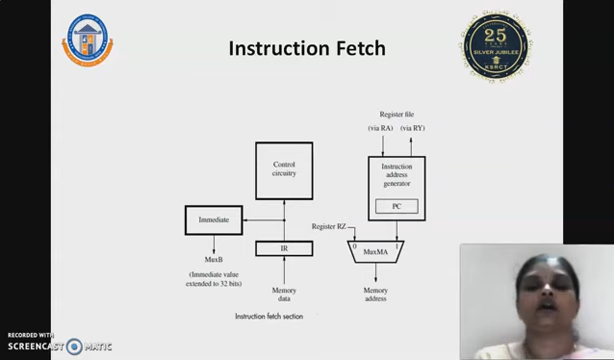 Instruction Fetch
25
YEARS
SILVER JUBILEE
KSRCT
Register file
(via RA) (via RY)
Control
circuitry
Instruction
address
generator
PC
Immediate
Register RZ
IR
0
MuxMA
1
MuxB
(Immediate value
extended to 32 bits)
Memory
data
Memory
address
Instruction fetch section
RECORDED WITH
SCREENCAST MATIC